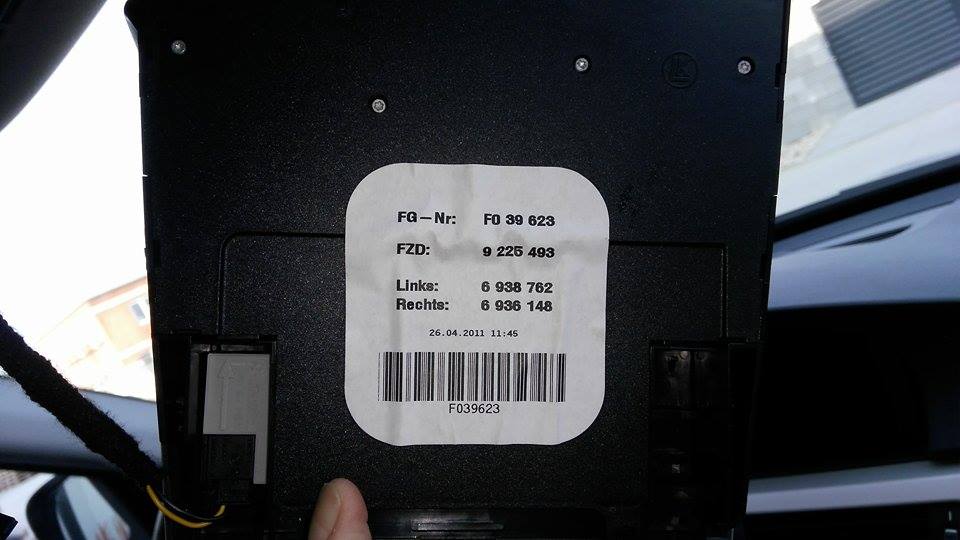 FG-Nr: F0 39 623
FZD: 9 225 493
Links: 6 938 762
Rechts: 6 936 148
26.04.2011 11:45
F039623